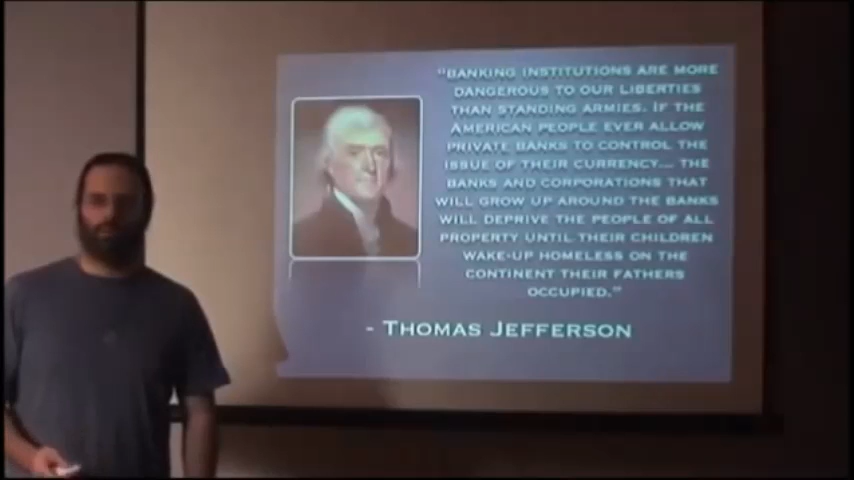 "BANKING INSTITUTIONS ARE MORE
DANGEROUS TO OUR LIBERTIES
THAN STANDING ARMIES. IF THE
AMERICAN PEOPLE EVER ALLOW
PRIVATE BANKS TO CONTROL THE
ISSUE OF THEIR CURRENCY.... THE
BANKS AND CORPORATIONS THAT
WILL GROW UP AROUND THE BANKS
WILL DEPRIVE THE PEOPLE OF ALL
PROPERTY UNTIL THEIR CHILDREN
WAKE-UP HOMELESS ON THE
CONTINENT THEIR FATHERS
OCCUPIED."
- THOMAS JEFFERSON